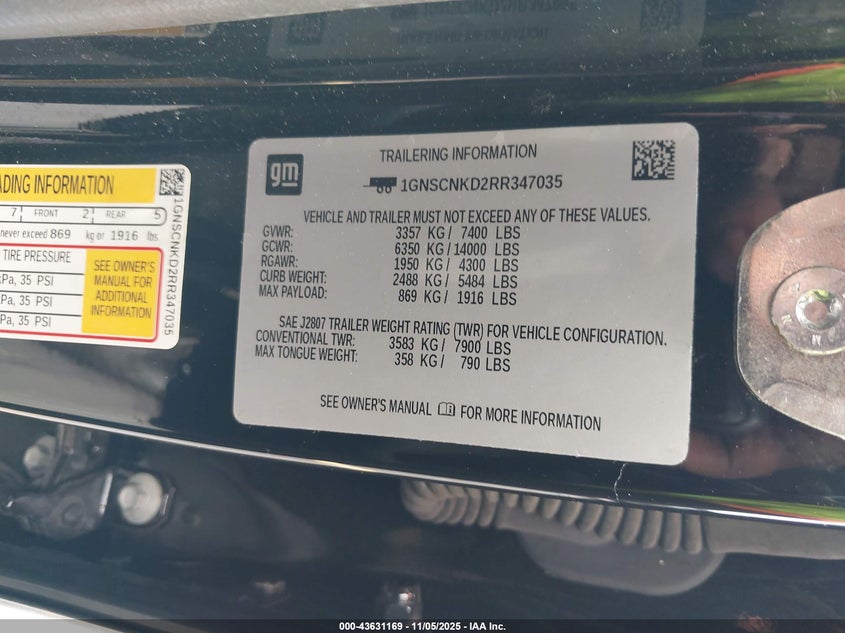 ADING INFORMATION
7 FRONT 2 REAR 5
never exceed 869 kg or 1916 lbs
TIRE PRESSURE
kPa, 35 PSI
Pa, 35 PSI
Pa, 35 PSI
SEE OWNER'S
MANUAL FOR
ADDITIONAL
INFORMATION
1GNSCNKD2RR347035
gm
TRAILERING INFORMATION
1GNSCNKD2RR347035
VEHICLE AND TRAILER MUST NOT EXCEED ANY OF THESE VALUES.
GVWR: 3357 KG / 7400 LBS
GCWR: 6350 KG / 14000 LBS
RGAWR: 1950 KG / 4300 LBS
CURB WEIGHT: 2488 KG / 5484 LBS
MAX PAYLOAD: 869 KG / 1916 LBS
SAE J2807 TRAILER WEIGHT RATING (TWR) FOR VEHICLE CONFIGURATION.
CONVENTIONAL TWR: 3583 KG / 7900 LBS
MAX TONGUE WEIGHT: 358 KG / 790 LBS
SEE OWNER'S MANUAL FOR MORE INFORMATION
000-43631169 - 11/05/2025 - IAA Inc.